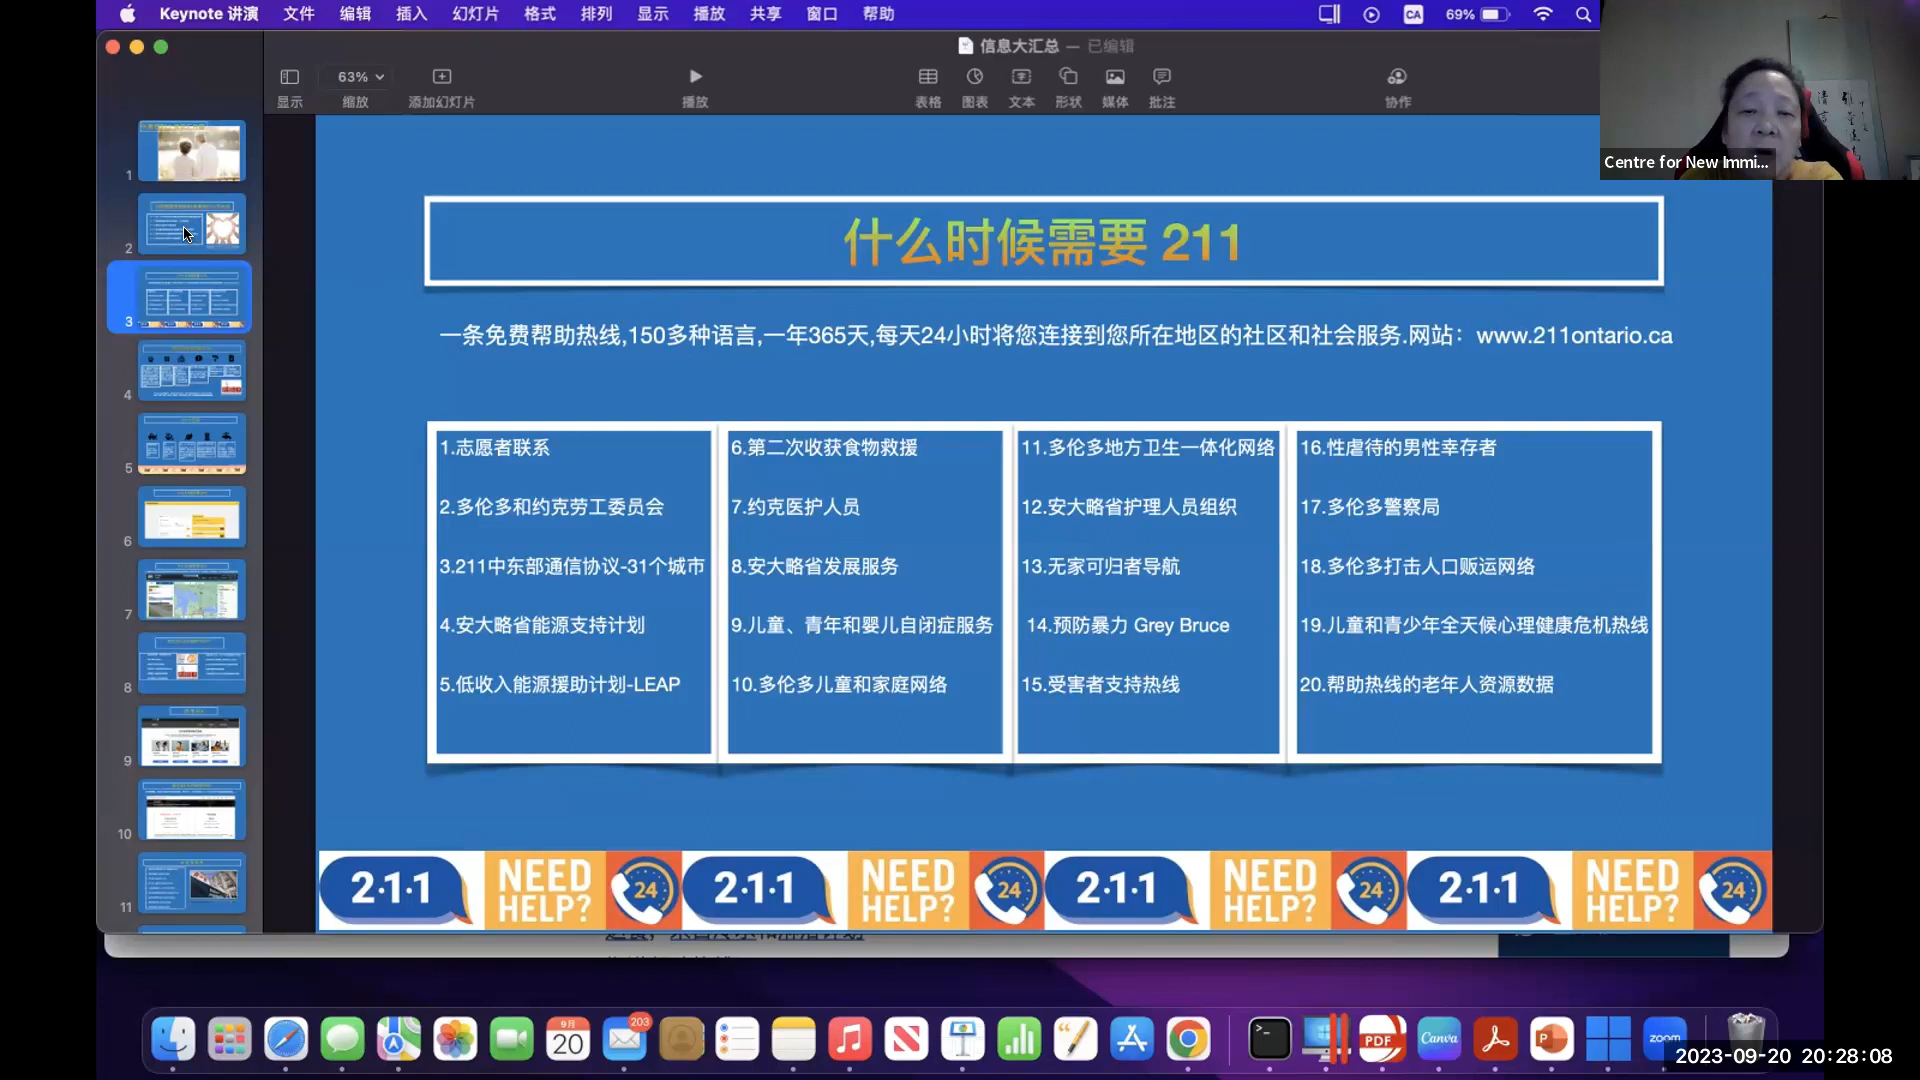 Keynote 讲演 文件 编辑 插入 幻灯片 格式 排列 显示 播放 共享 窗口 帮助
CA 69%
信息大汇总 — 已编辑
63%
显示 缩放 添加幻灯片 播放 表格 图表 文本 形状 媒体 批注 协作
Centre for New Immi...
1
2
3
4
5
6
7
8
9
10
11
什么时候需要 211
一条免费帮助热线,150多种语言,一年365天,每天24小时将您连接到您所在地区的社区和社会服务.网站：www.211ontario.ca
1.志愿者联系
2.多伦多和约克劳工委员会
3.211中东部通信协议-31个城市
4.安大略省能源支持计划
5.低收入能源援助计划-LEAP
6.第二次收获食物救援
7.约克医护人员
8.安大略省发展服务
9.儿童、青年和婴儿自闭症服务
10.多伦多儿童和家庭网络
11.多伦多地方卫生一体化网络
12.安大略省护理人员组织
13.无家可归者导航
14.预防暴力 Grey Bruce
15.受害者支持热线
16.性虐待的男性幸存者
17.多伦多警察局
18.多伦多打击人口贩运网络
19.儿童和青少年全天候心理健康危机热线
20.帮助热线的老年人资源数据
2·1·1 NEED HELP? 24 2·1·1 NEED HELP? 24 2·1·1 NEED HELP? 24 2·1·1 NEED HELP? 24
9月
20
203
PDF
Canva
zoom
2023-09-20 20:28:08